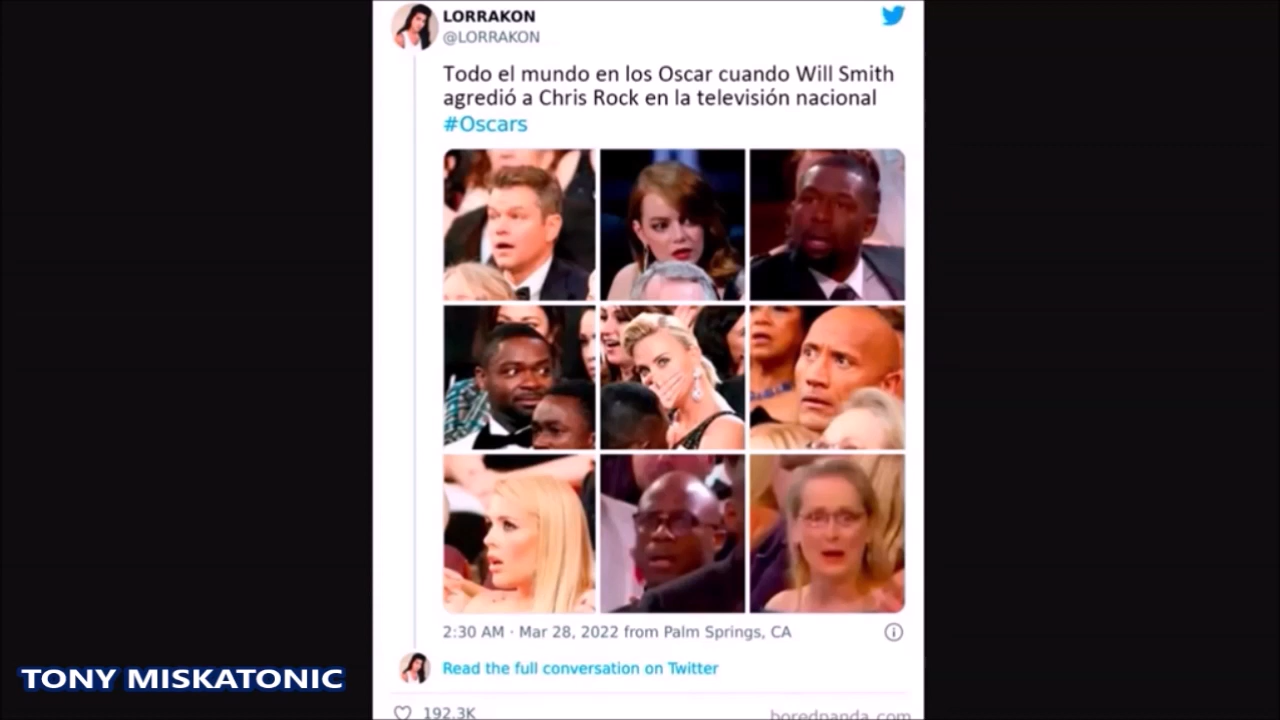 LORRAKON
@LORRAKON
Todo el mundo en los Oscar cuando Will Smith
agredió a Chris Rock en la televisión nacional
#Oscars
2:30 AM · Mar 28, 2022 from Palm Springs, CA
Read the full conversation on Twitter
192.3K
boredpanda.com
TONY MISKATONIC